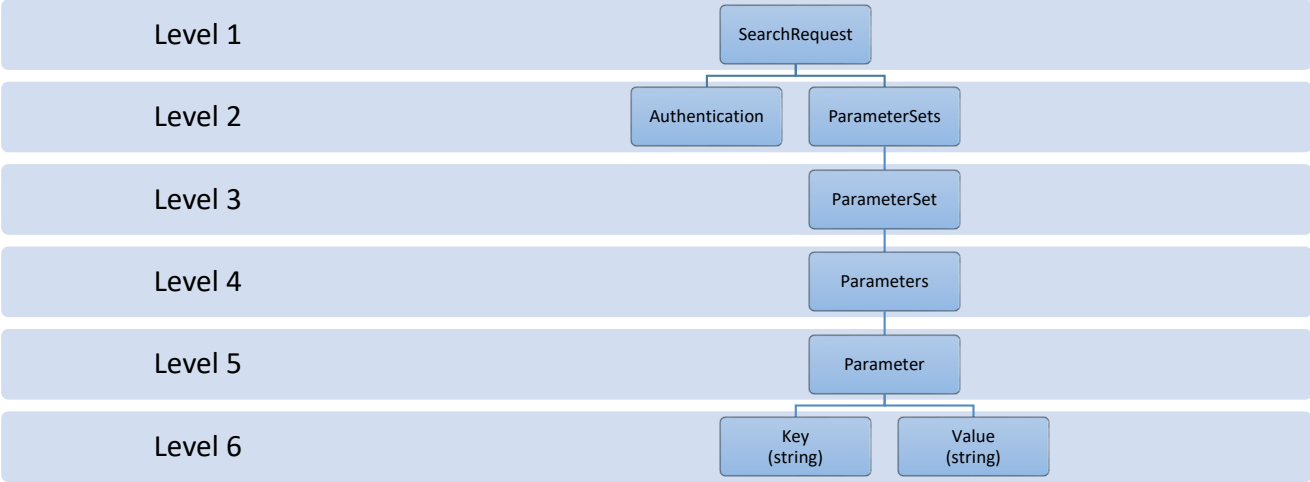 Level 1
SearchRequest
Level 2
Authentication
ParameterSets
Level 3
ParameterSet
Level 4
Parameters
Level 5
Parameter
Level 6
Key
(string)
Value
(string)